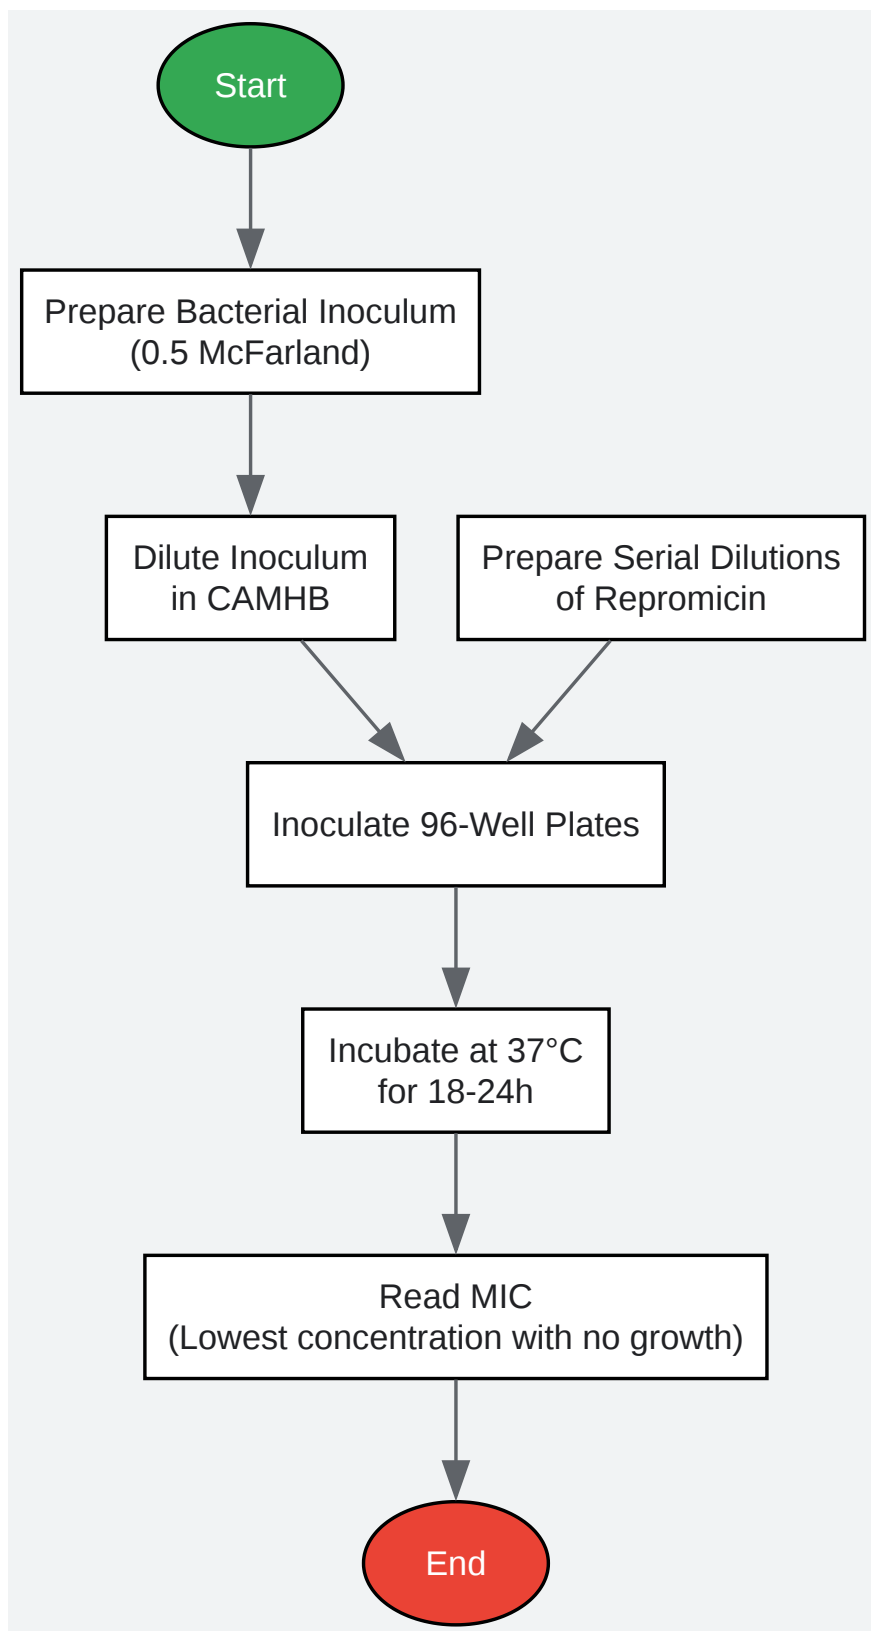 Start
Prepare Bacterial Inoculum
(0.5 McFarland)
Dilute Inoculum
in CAMHB
Prepare Serial Dilutions
of Repromicin
Inoculate 96-Well Plates
Incubate at 37°C
for 18-24h
Read MIC
(Lowest concentration with no growth)
End